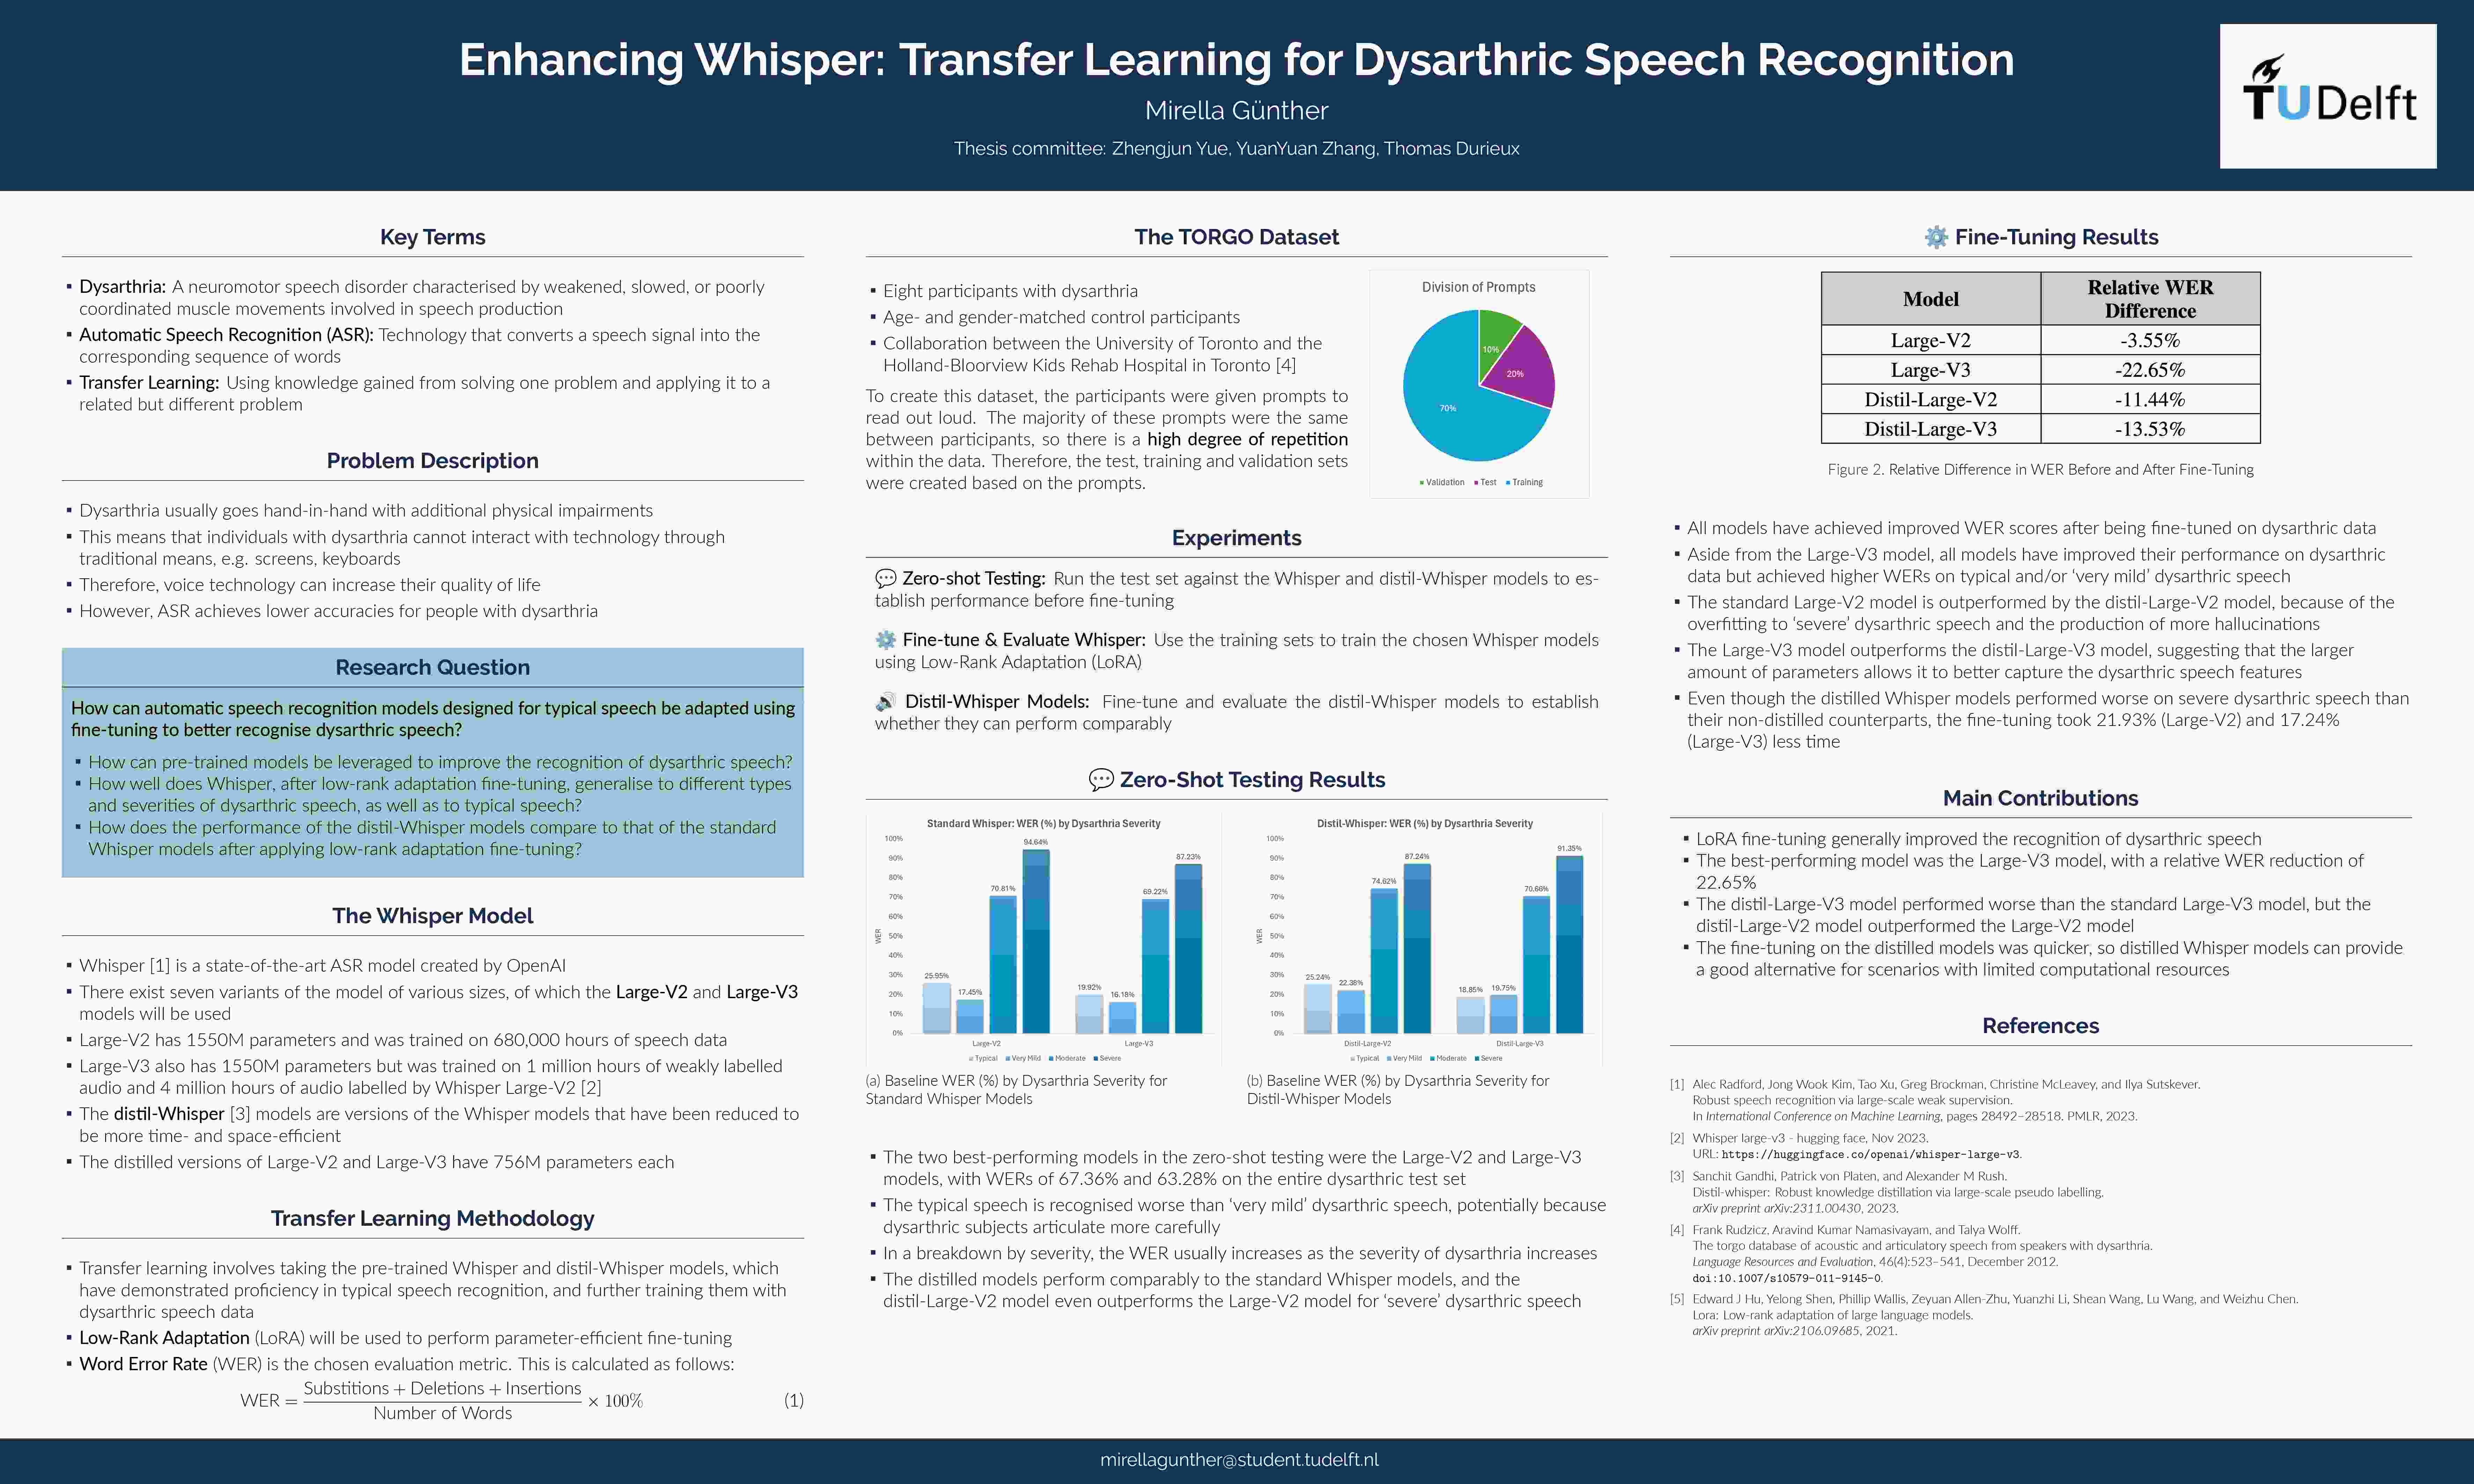 Enhancing Whisper: Transfer Learning for Dysarthric Speech Recognition
Mirella Günther
Thesis committee: Zhengjun Yue, YuanYuan Zhang, Thomas Durieux
TU Delft
Key Terms
▪ Dysarthria: A neuromotor speech disorder characterised by weakened, slowed, or poorly
coordinated muscle movements involved in speech production
▪ Automatic Speech Recognition (ASR): Technology that converts a speech signal into the
corresponding sequence of words
▪ Transfer Learning: Using knowledge gained from solving one problem and applying it to a
related but different problem
Problem Description
▪ Dysarthria usually goes hand-in-hand with additional physical impairments
▪ This means that individuals with dysarthria cannot interact with technology through
traditional means, e.g. screens, keyboards
▪ Therefore, voice technology can increase their quality of life
▪ However, ASR achieves lower accuracies for people with dysarthria
Research Question
How can automatic speech recognition models designed for typical speech be adapted using
fine-tuning to better recognise dysarthric speech?
▪ How can pre-trained models be leveraged to improve the recognition of dysarthric speech?
▪ How well does Whisper, after low-rank adaptation fine-tuning, generalise to different types
and severities of dysarthric speech, as well as to typical speech?
▪ How does the performance of the distil-Whisper models compare to that of the standard
Whisper models after applying low-rank adaptation fine-tuning?
The Whisper Model
▪ Whisper [1] is a state-of-the-art ASR model created by OpenAI
▪ There exist seven variants of the model of various sizes, of which the Large-V2 and Large-V3
models will be used
▪ Large-V2 has 1550M parameters and was trained on 680,000 hours of speech data
▪ Large-V3 also has 1550M parameters but was trained on 1 million hours of weakly labelled
audio and 4 million hours of audio labelled by Whisper Large-V2 [2]
▪ The distil-Whisper [3] models are versions of the Whisper models that have been reduced to
be more time- and space-efficient
▪ The distilled versions of Large-V2 and Large-V3 have 756M parameters each
Transfer Learning Methodology
▪ Transfer learning involves taking the pre-trained Whisper and distil-Whisper models, which
have demonstrated proficiency in typical speech recognition, and further training them with
dysarthric speech data
▪ Low-Rank Adaptation (LoRA) will be used to perform parameter-efficient fine-tuning
▪ Word Error Rate (WER) is the chosen evaluation metric. This is calculated as follows:
WER = Substitions + Deletions + Insertions / Number of Words × 100% (1)
The TORGO Dataset
▪ Eight participants with dysarthria
▪ Age- and gender-matched control participants
▪ Collaboration between the University of Toronto and the
Holland-Bloorview Kids Rehab Hospital in Toronto [4]
To create this dataset, the participants were given prompts to
read out loud. The majority of these prompts were the same
between participants, so there is a high degree of repetition
within the data. Therefore, the test, training and validation sets
were created based on the prompts.
Division of Prompts
10%
20%
70%
Validation Test Training
Experiments
Zero-shot Testing: Run the test set against the Whisper and distil-Whisper models to es-
tablish performance before fine-tuning
Fine-tune & Evaluate Whisper: Use the training sets to train the chosen Whisper models
using Low-Rank Adaptation (LoRA)
Distil-Whisper Models: Fine-tune and evaluate the distil-Whisper models to establish
whether they can perform comparably
Zero-Shot Testing Results
Standard Whisper: WER (%) by Dysarthria Severity
WER
100%
90%
80%
70%
60%
50%
40%
30%
20%
10%
0%
25.95%
17.45%
70.81%
94.64%
19.92%
16.18%
69.22%
87.23%
Large-V2 Large-V3
Typical Very Mild Moderate Severe
(a) Baseline WER (%) by Dysarthria Severity for
Standard Whisper Models
Distil-Whisper: WER (%) by Dysarthria Severity
WER
100%
90%
80%
70%
60%
50%
40%
30%
20%
10%
0%
25.24%
22.38%
74.62%
87.24%
18.85%
19.75%
70.66%
91.35%
Distil-Large-V2 Distil-Large-V3
Typical Very Mild Moderate Severe
(b) Baseline WER (%) by Dysarthria Severity for
Distil-Whisper Models
▪ The two best-performing models in the zero-shot testing were the Large-V2 and Large-V3
models, with WERs of 67.36% and 63.28% on the entire dysarthric test set
▪ The typical speech is recognised worse than ‘very mild’ dysarthric speech, potentially because
dysarthric subjects articulate more carefully
▪ In a breakdown by severity, the WER usually increases as the severity of dysarthria increases
▪ The distilled models perform comparably to the standard Whisper models, and the
distil-Large-V2 model even outperforms the Large-V2 model for ‘severe’ dysarthric speech
Fine-Tuning Results
Model Relative WER
Difference
Large-V2 -3.55%
Large-V3 -22.65%
Distil-Large-V2 -11.44%
Distil-Large-V3 -13.53%
Figure 2. Relative Difference in WER Before and After Fine-Tuning
▪ All models have achieved improved WER scores after being fine-tuned on dysarthric data
▪ Aside from the Large-V3 model, all models have improved their performance on dysarthric
data but achieved higher WERs on typical and/or ‘very mild’ dysarthric speech
▪ The standard Large-V2 model is outperformed by the distil-Large-V2 model, because of the
overfitting to ‘severe’ dysarthric speech and the production of more hallucinations
▪ The Large-V3 model outperforms the distil-Large-V3 model, suggesting that the larger
amount of parameters allows it to better capture the dysarthric speech features
▪ Even though the distilled Whisper models performed worse on severe dysarthric speech than
their non-distilled counterparts, the fine-tuning took 21.93% (Large-V2) and 17.24%
(Large-V3) less time
Main Contributions
▪ LoRA fine-tuning generally improved the recognition of dysarthric speech
▪ The best-performing model was the Large-V3 model, with a relative WER reduction of
22.65%
▪ The distil-Large-V3 model performed worse than the standard Large-V3 model, but the
distil-Large-V2 model outperformed the Large-V2 model
▪ The fine-tuning on the distilled models was quicker, so distilled Whisper models can provide
a good alternative for scenarios with limited computational resources
References
[1] Alec Radford, Jong Wook Kim, Tao Xu, Greg Brockman, Christine McLeavey, and Ilya Sutskever.
Robust speech recognition via large-scale weak supervision.
In International Conference on Machine Learning, pages 28492–28518. PMLR, 2023.
[2] Whisper large-v3 - hugging face, Nov 2023.
URL: https://huggingface.co/openai/whisper-large-v3.
[3] Sanchit Gandhi, Patrick von Platen, and Alexander M Rush.
Distil-whisper: Robust knowledge distillation via large-scale pseudo labelling.
arXiv preprint arXiv:2311.00430, 2023.
[4] Frank Rudzicz, Aravind Kumar Namasivayam, and Talya Wolff.
The torgo database of acoustic and articulatory speech from speakers with dysarthria.
Language Resources and Evaluation, 46(4):523–541, December 2012.
doi:10.1007/s10579-011-9145-0.
[5] Edward J Hu, Yelong Shen, Phillip Wallis, Zeyuan Allen-Zhu, Yuanzhi Li, Shean Wang, Lu Wang, and Weizhu Chen.
Lora: Low-rank adaptation of large language models.
arXiv preprint arXiv:2106.09685, 2021.
mirellagunther@student.tudelft.nl